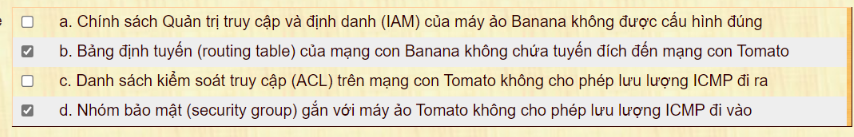 a. Chính sách Quản trị truy cập và định danh (IAM) của máy ảo Banana không được cấu hình đúng
b. Bảng định tuyến (routing table) của mạng con Banana không chứa tuyến đích đến mạng con Tomato
c. Danh sách kiểm soát truy cập (ACL) trên mạng con Tomato không cho phép lưu lượng ICMP đi ra
d. Nhóm bảo mật (security group) gắn với máy ảo Tomato không cho phép lưu lượng ICMP đi vào